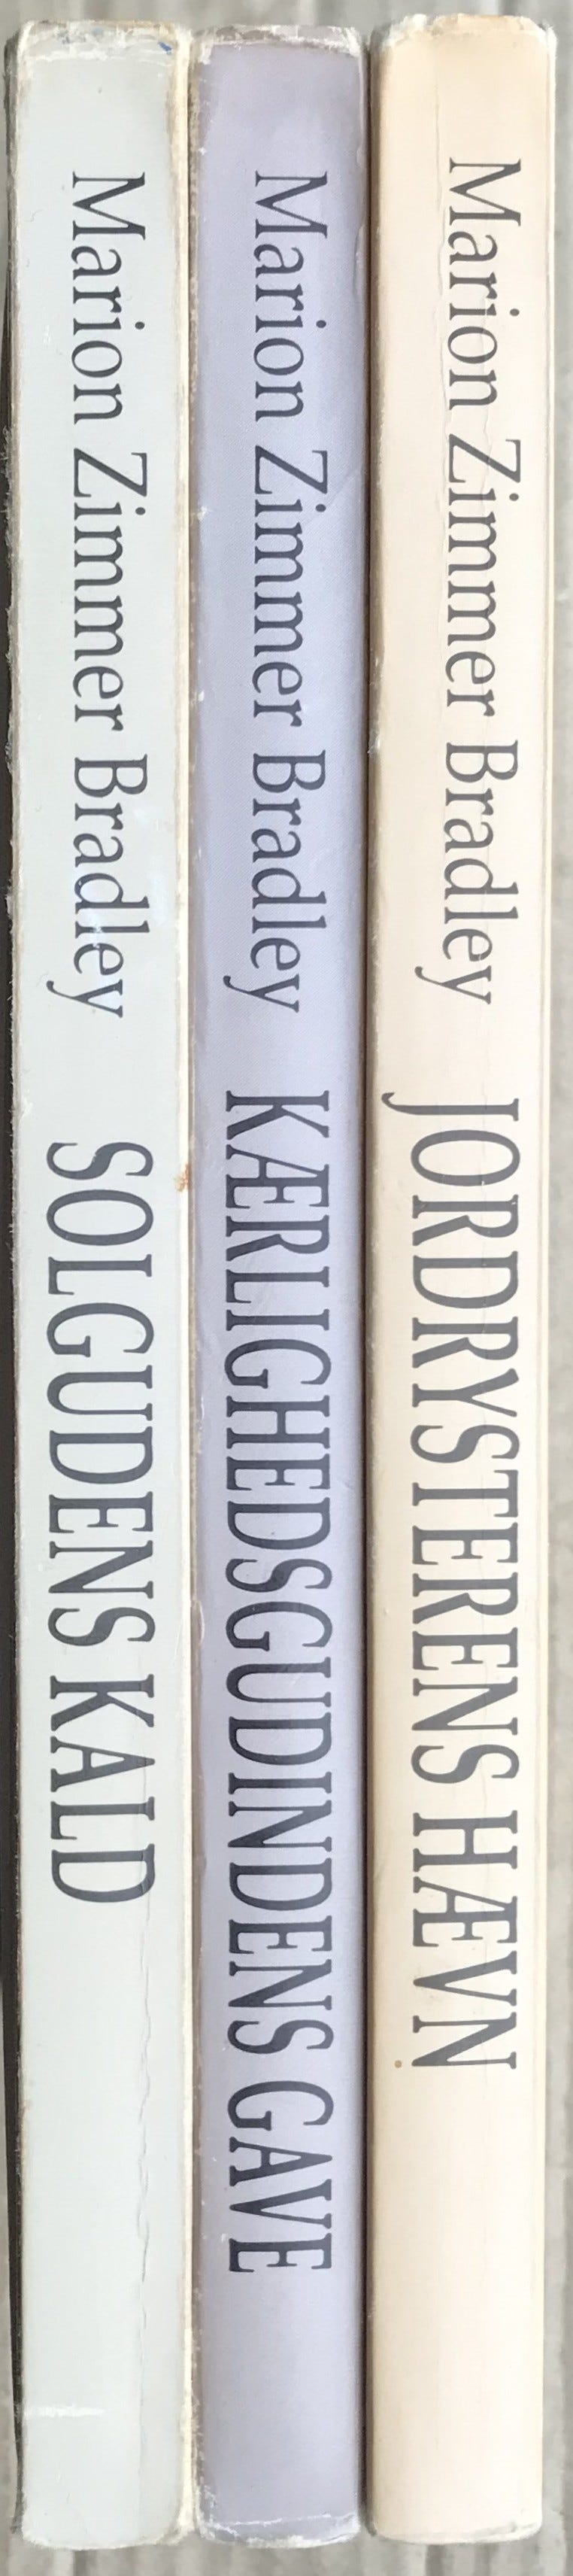 Marion Zimmer Bradley SOLGUDENS KALD
Marion Zimmer Bradley KÆRLIGHEDSGUDINDENS GAVE
Marion Zimmer Bradley JORDRYSTERENS HÆVN